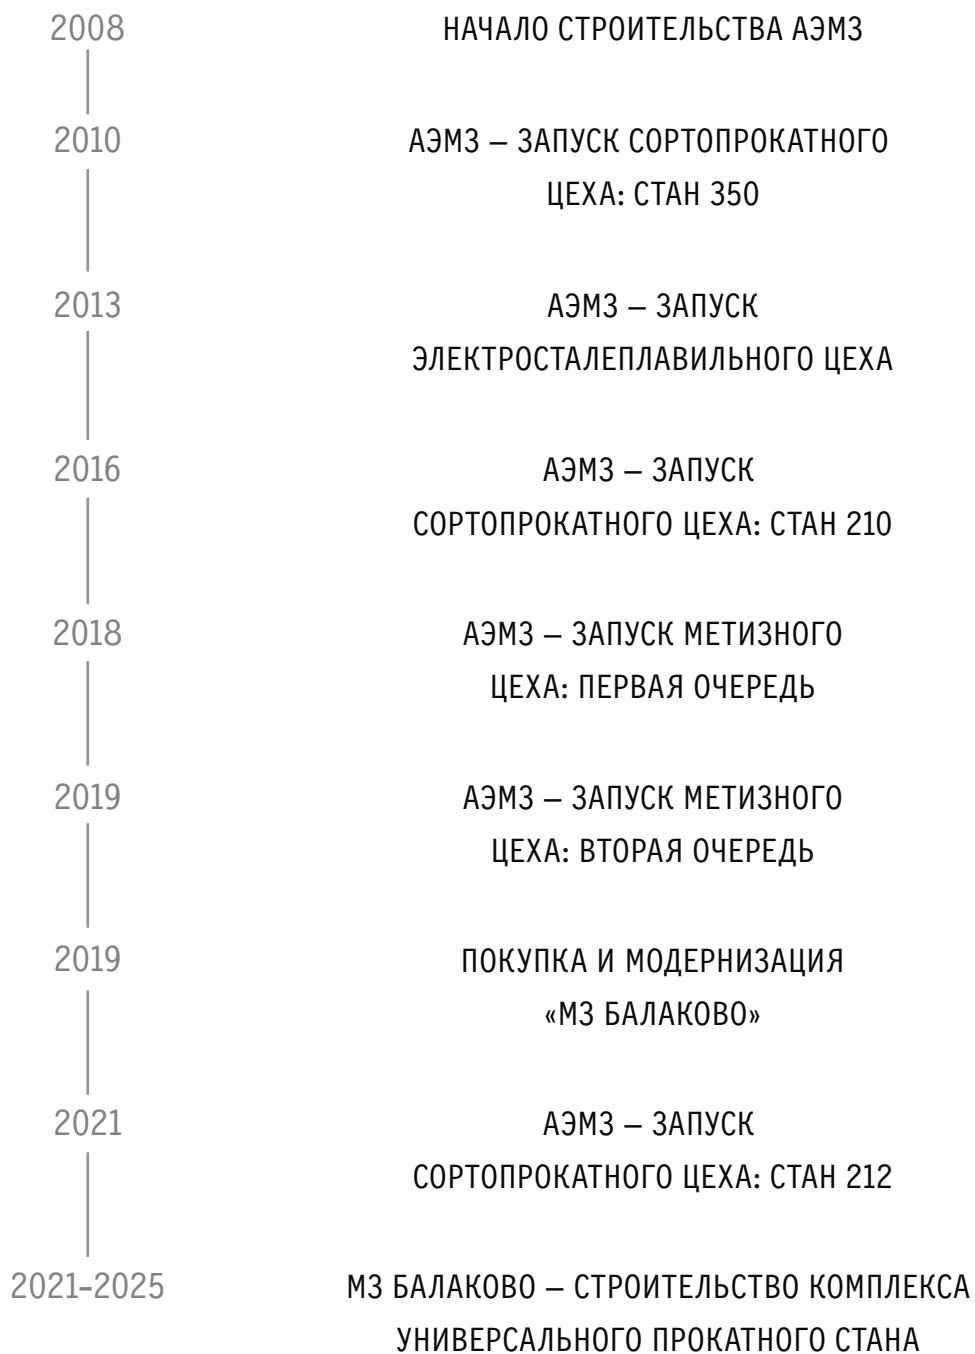 2008
НАЧАЛО СТРОИТЕЛЬСТВА АЭМЗ
2010
АЭМЗ – ЗАПУСК СОРТОПРОКАТНОГО
ЦЕХА: СТАН 350
2013
АЭМЗ – ЗАПУСК
ЭЛЕКТРОСТАЛЕПЛАВИЛЬНОГО ЦЕХА
2016
АЭМЗ – ЗАПУСК
СОРТОПРОКАТНОГО ЦЕХА: СТАН 210
2018
АЭМЗ – ЗАПУСК МЕТИЗНОГО
ЦЕХА: ПЕРВАЯ ОЧЕРЕДЬ
2019
АЭМЗ – ЗАПУСК МЕТИЗНОГО
ЦЕХА: ВТОРАЯ ОЧЕРЕДЬ
2019
ПОКУПКА И МОДЕРНИЗАЦИЯ
«МЗ БАЛАКОВО»
2021
АЭМЗ – ЗАПУСК
СОРТОПРОКАТНОГО ЦЕХА: СТАН 212
2021–2025
МЗ БАЛАКОВО – СТРОИТЕЛЬСТВО КОМПЛЕКСА
УНИВЕРСАЛЬНОГО ПРОКАТНОГО СТАНА